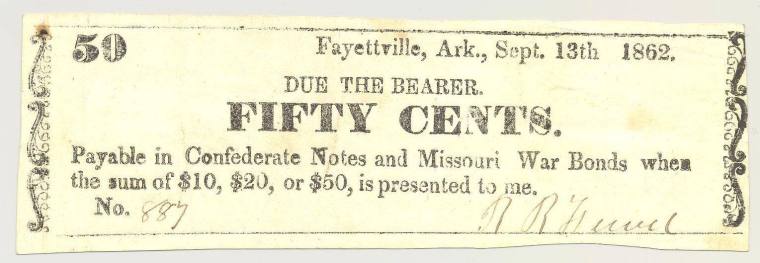 50 Fayettville, Ark., Sept. 13th 1862.
DUE THE BEARER.
FIFTY CENTS.
Payable in Confederate Notes and Missouri War Bonds when
the sum of $10, $20, or $50, is presented to me.
No. 887